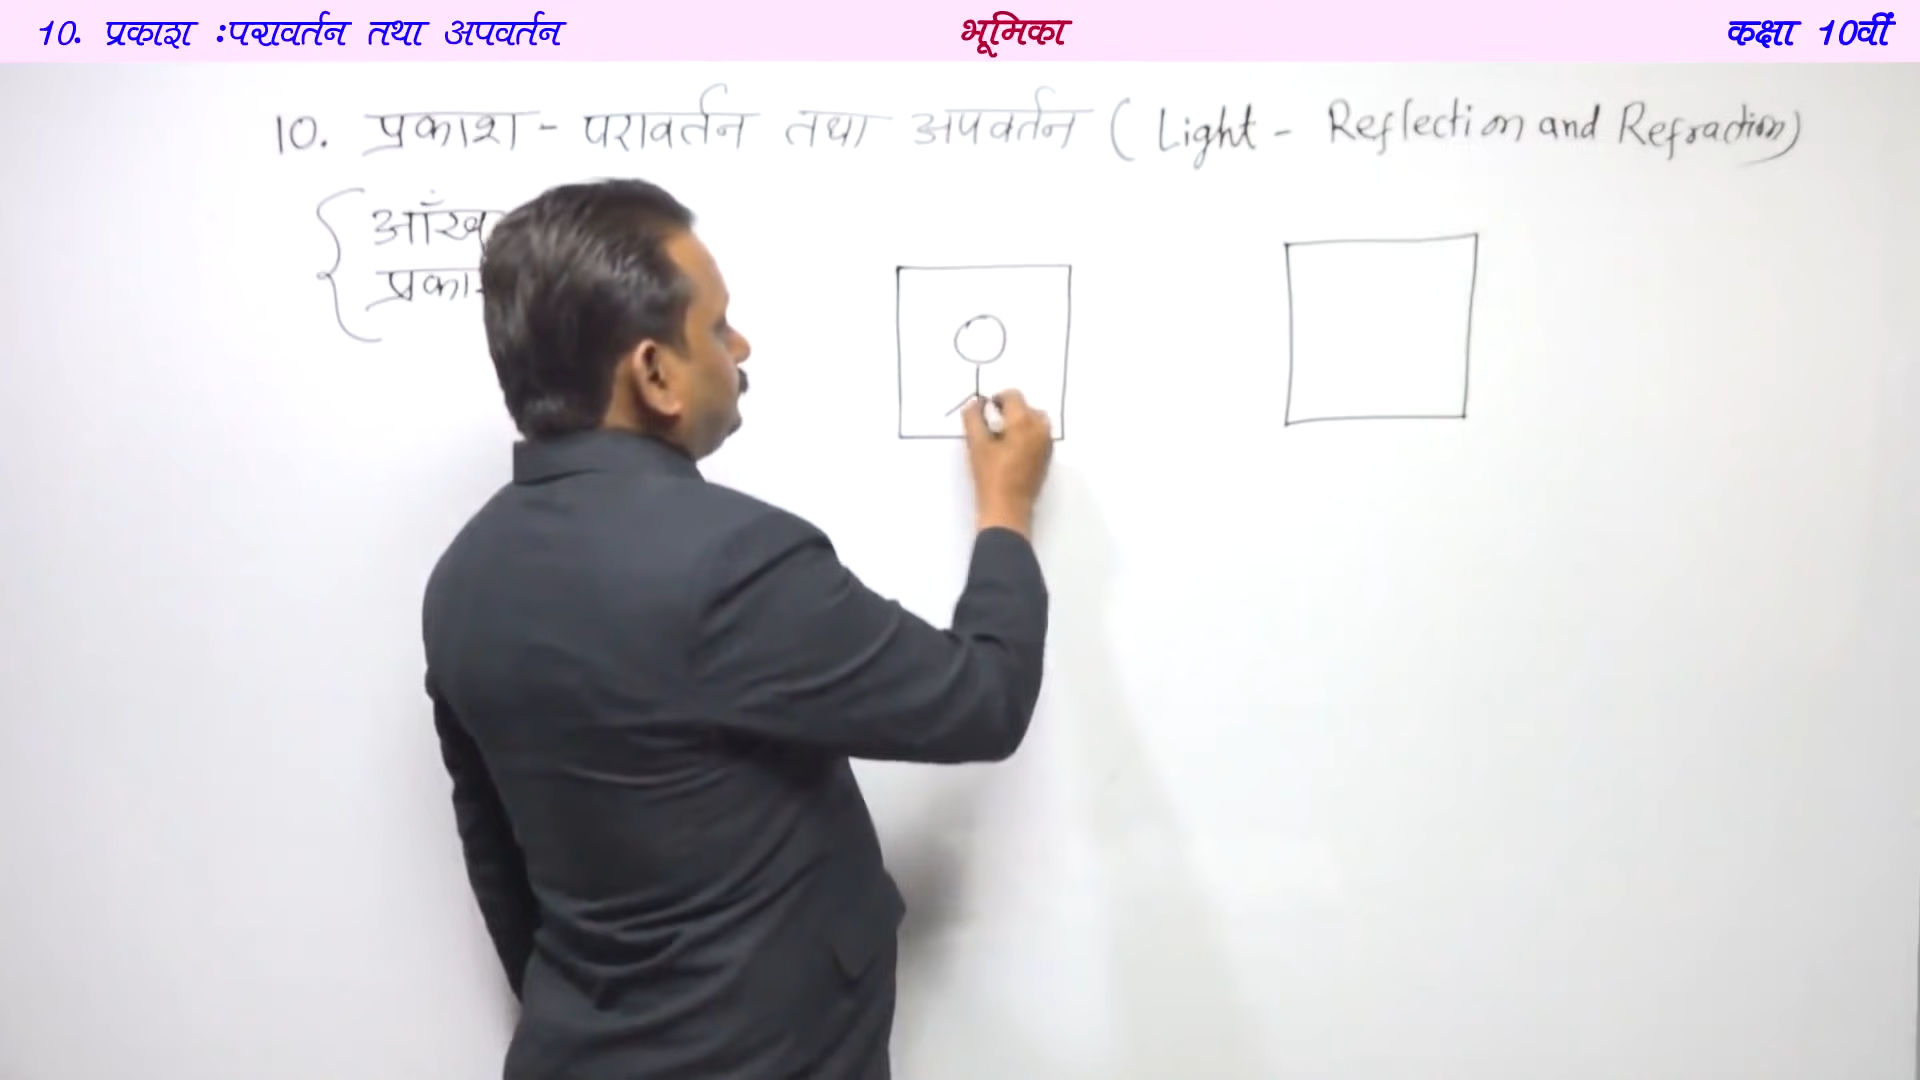 10. प्रकाश :परावर्तन तथा अपवर्तन भूमिका कक्षा 10वीं
10. प्रकाश - परावर्तन तथा अपवर्तन ( Light - Reflection and Refraction)
आँख